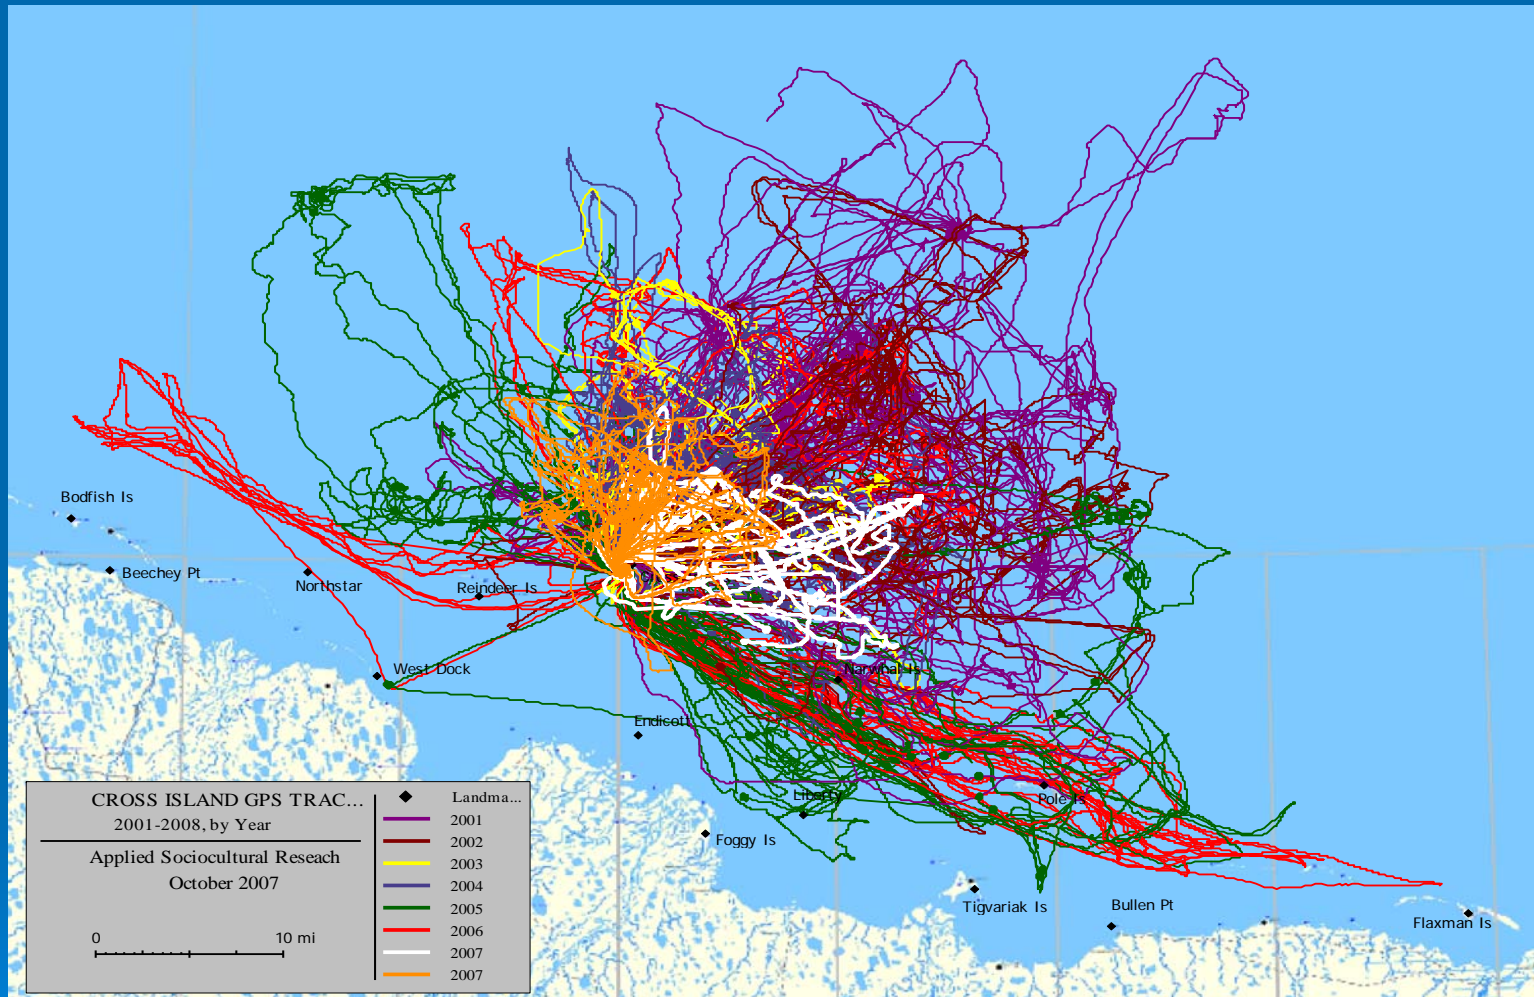 Bodfish Is
Beechey Pt
Northstar
Reindeer Is
West Dock
Narwhal Is
Endicott
Liberty
Pole Is
Foggy Is
Tigvariak Is
Bullen Pt
Flaxman Is
CROSS ISLAND GPS TRAC...
2001-2008, by Year
Applied Sociocultural Reseach
October 2007
0 10 mi
Landma...
2001
2002
2003
2004
2005
2006
2007
2007